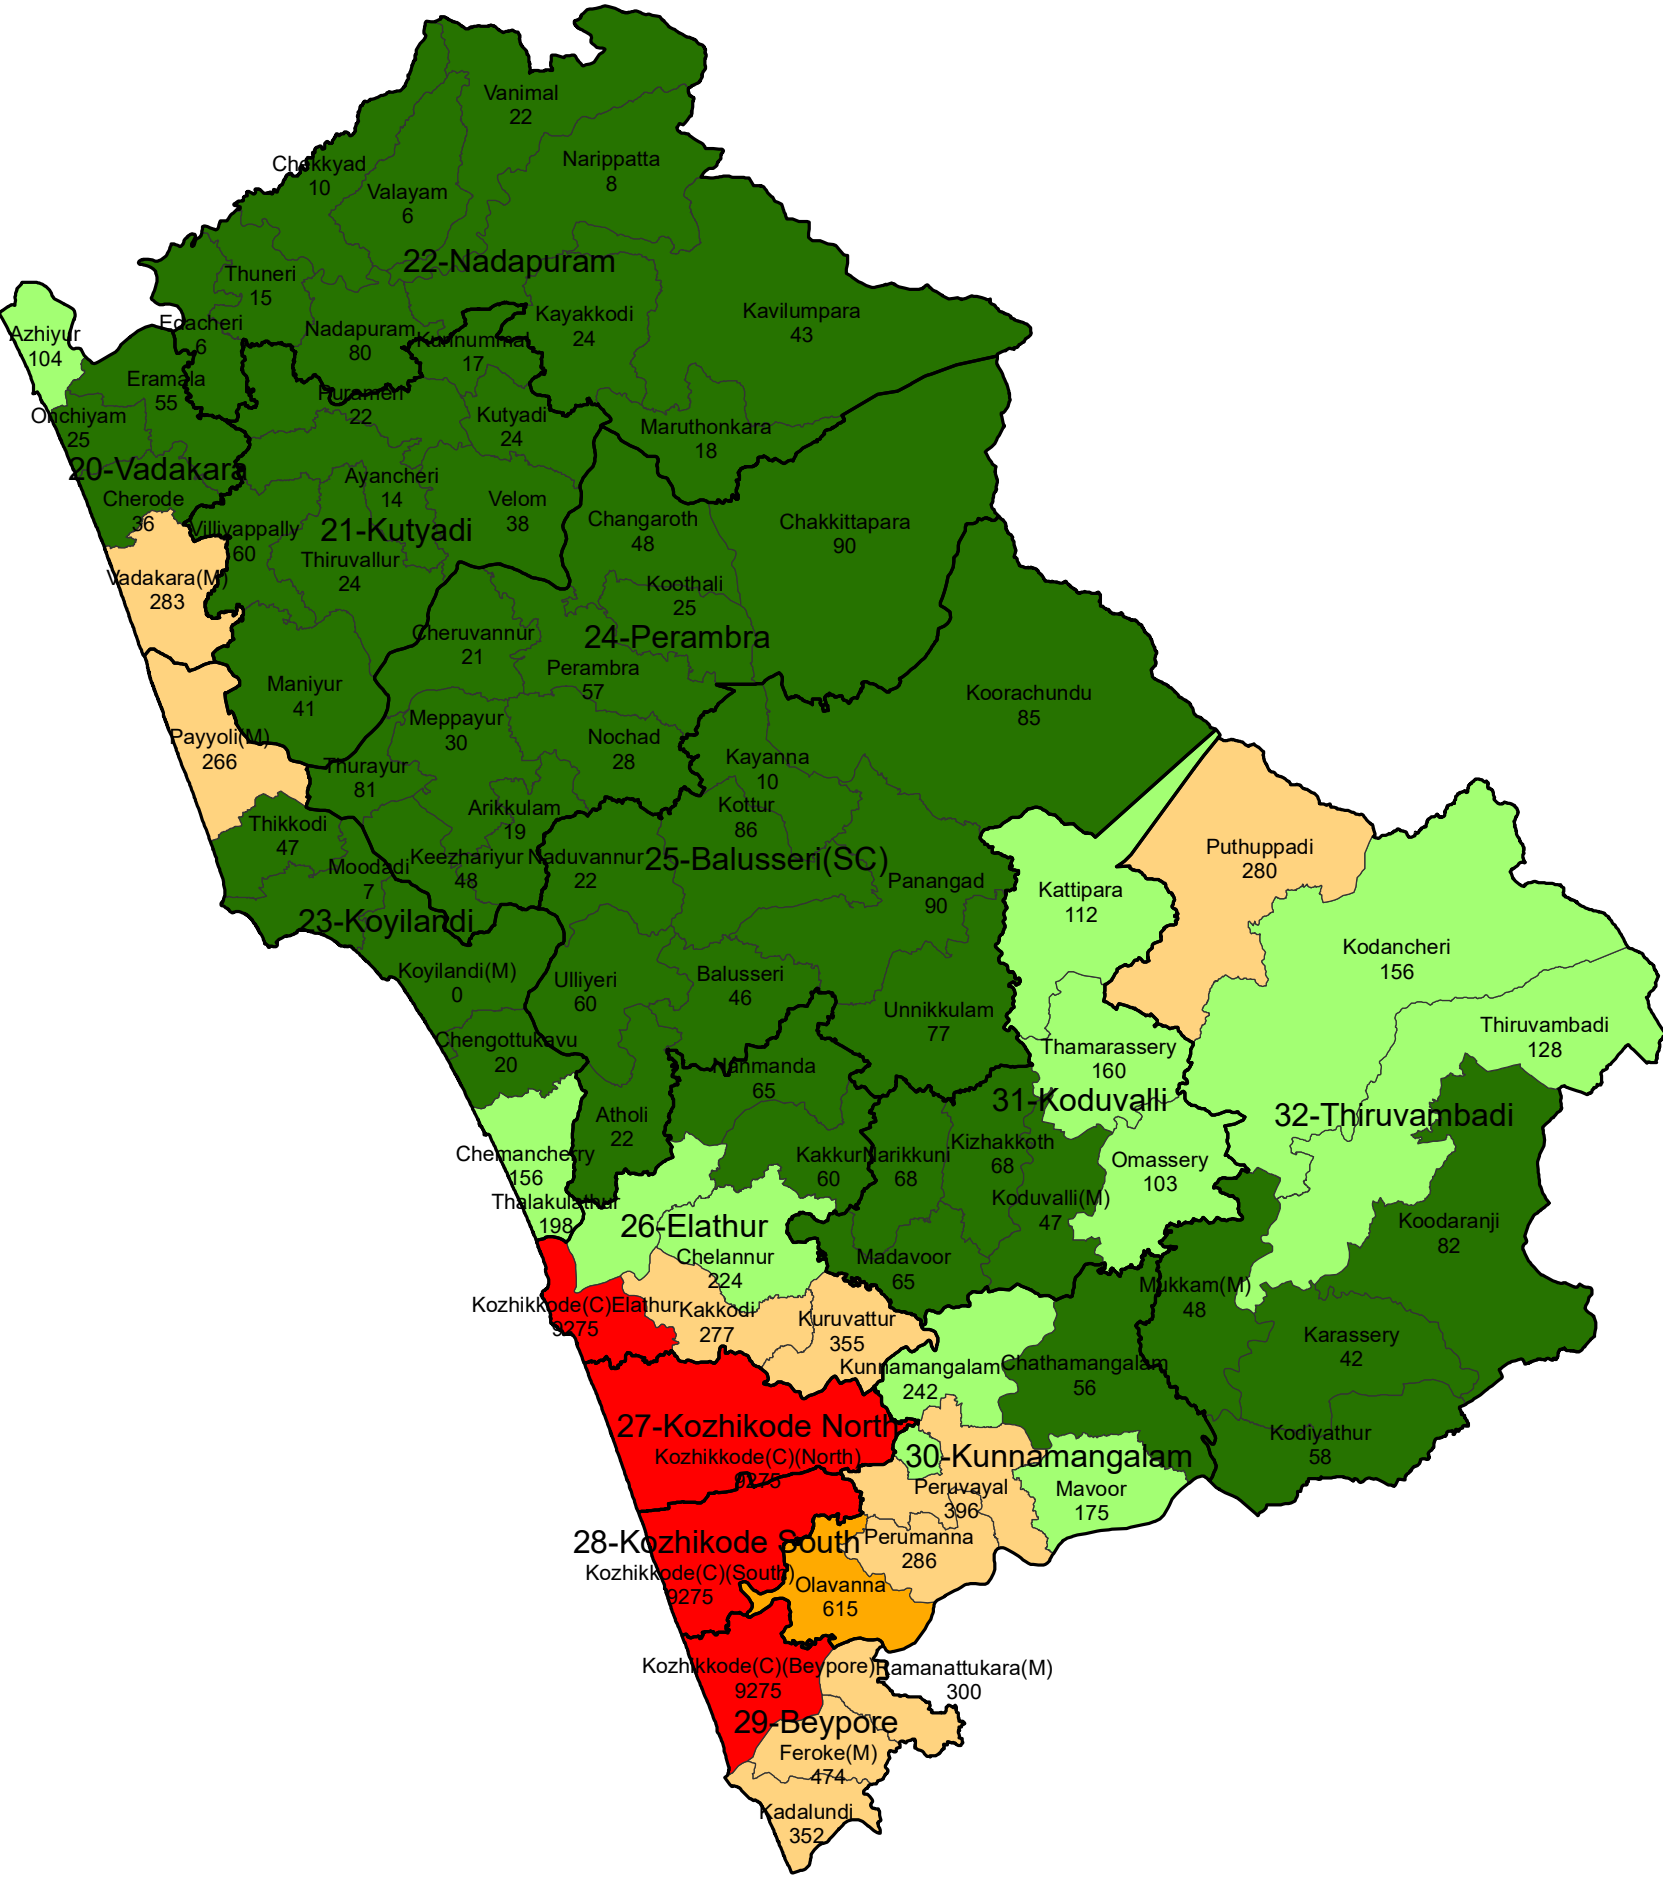 Vanimal
22
Chekkyad
10
Narippatta
8
Valayam
6
22-Nadapuram
Thuneri
15
Kavilumpara
43
Kayakkodi
24
Azhiyur
104
Edacheri
6
Nadapuram
80
Kunnummal
17
Eramala
55
Purameri
22
Onchiyam
25
Kutyadi
24
Maruthonkara
18
20-Vadakara
Ayancheri
14
Cherode
36
Velom
38
Changaroth
48
Chakkittapara
90
Villiyappally
60
21-Kutyadi
Thiruvallur
24
Vadakara(M)
283
Koothali
25
Cheruvannur
21
24-Perambra
Perambra
57
Maniyur
41
Koorachundu
85
Meppayur
30
Payyoli(M)
266
Nochad
28
Kayanna
10
Thurayur
81
Kottur
86
Arikkulam
19
Thikkodi
47
Puthuppadi
280
Moodadi
7
Keezhariyur
48
Naduvannur
22
25-Balusseri(SC)
Panangad
90
Kattipara
112
23-Koyilandi
Kodancheri
156
Koyilandi(M)
0
Ulliyeri
60
Balusseri
46
Unnikkulam
77
Thiruvambadi
128
Chengottukavu
20
Thamarassery
160
Nanmanda
65
31-Koduvalli
32-Thiruvambadi
Atholi
22
Chemancherry
156
Kakkur
60
Narikkuni
68
Kizhakkoth
68
Omassery
103
Thalakulathur
198
Koduvalli(M)
47
26-Elathur
Koodaranji
82
Chelannur
224
Madavoor
65
Mukkam(M)
48
Kozhikkode(C)Elathur
9275
Kakkodi
277
Kuruvattur
355
Karassery
42
Kunnamangalam
242
Chathamangalam
56
27-Kozhikode North
Kodiyathur
58
Kozhikkode(C)(North)
9275
30-Kunnamangalam
Peruvayal
396
Mavoor
175
28-Kozhikode South
Perumanna
286
Kozhikkode(C)(South)
9275
Olavanna
615
Kozhikkode(C)(Beypore)
9275
Ramanattukara(M)
300
29-Beypore
Feroke(M)
474
Kadalundi
352